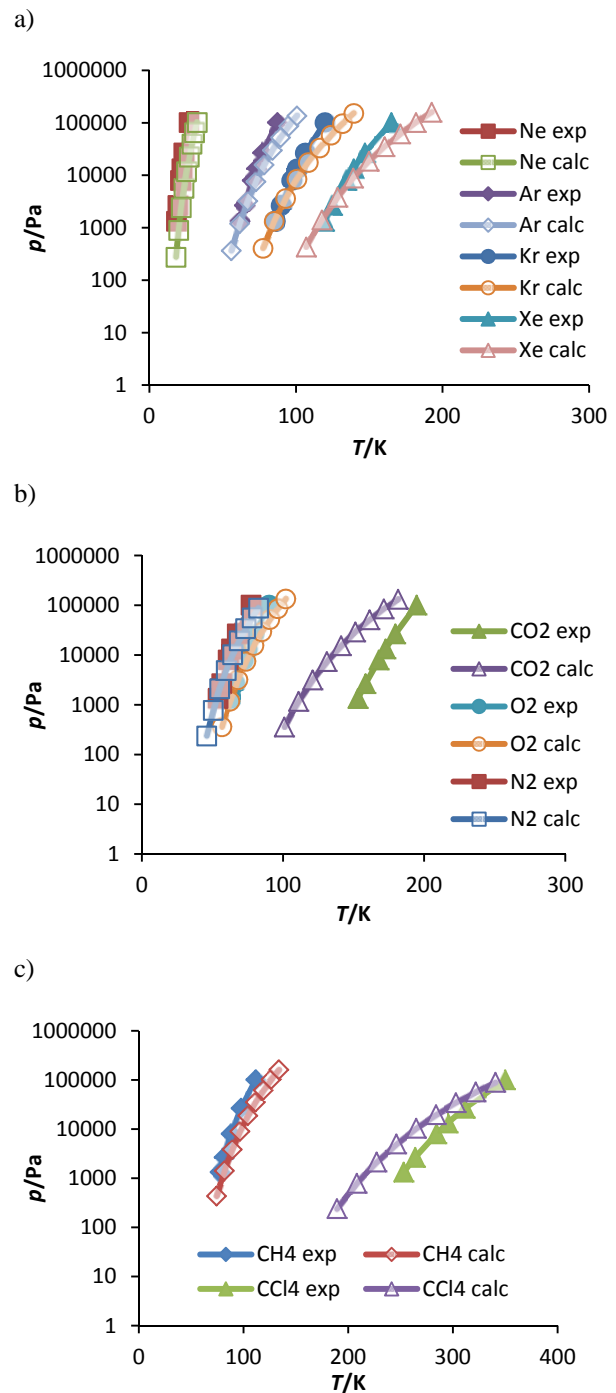 a)
1000000
100000
10000
1000
100
10
1
p/Pa
0
100
200
300
T/K
Ne exp
Ne calc
Ar exp
Ar calc
Kr exp
Kr calc
Xe exp
Xe calc
b)
1000000
100000
10000
1000
100
10
1
p/Pa
0
100
200
300
T/K
CO2 exp
CO2 calc
O2 exp
O2 calc
N2 exp
N2 calc
c)
1000000
100000
10000
1000
100
10
1
p/Pa
CH4 exp
CH4 calc
CCl4 exp
CCl4 calc
0
100
200
300
400
T/K